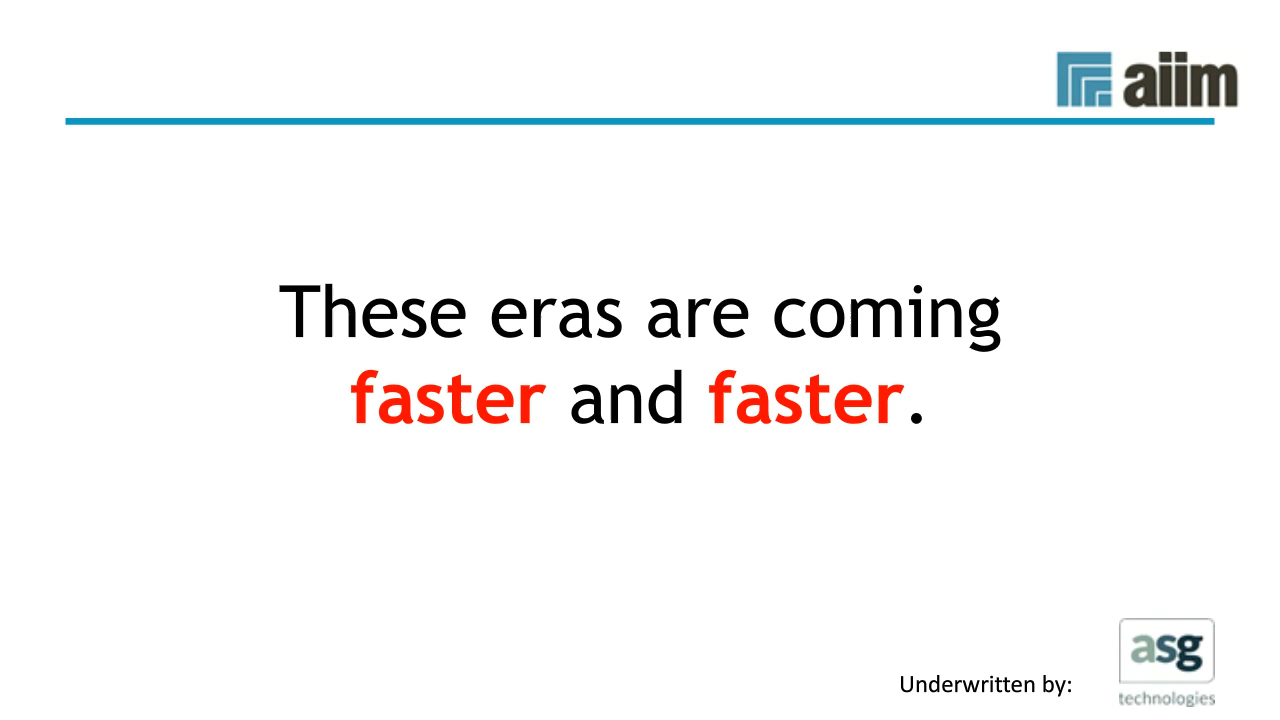 aiim
These eras are coming
faster and faster.
Underwritten by:
asg
technologies